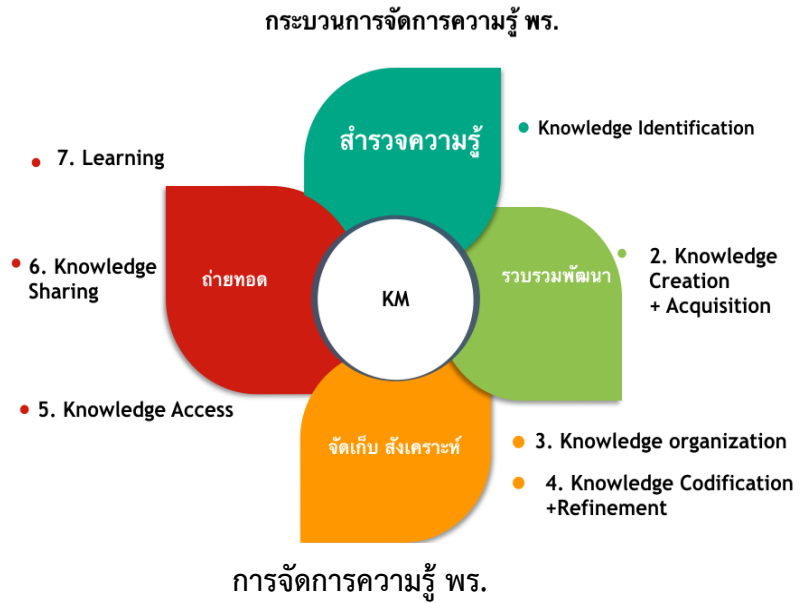 กระบวนการจัดการความรู้ พร.
สำรวจความรู้
Knowledge Identification
7. Learning
6. Knowledge
Sharing
ถ่ายทอด
KM
รวบรวมพัฒนา
2. Knowledge
Creation
+ Acquisition
5. Knowledge Access
จัดเก็บ สังเคราะห์
3. Knowledge organization
4. Knowledge Codification
+Refinement
การจัดการความรู้ พร.